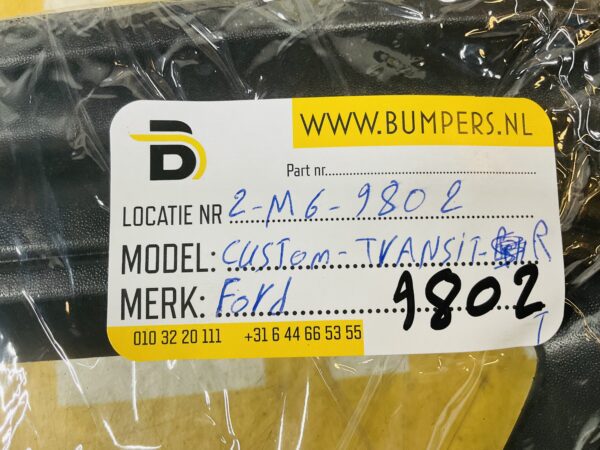 WWW.BUMPERS.NL
B
Part nr..........
LOCATIE NR 2-M6-9802
MODEL: CUSTOM-TRANSIT- R
MERK: Ford 9802
010 32 20 111 +31 6 44 66 53 55 T